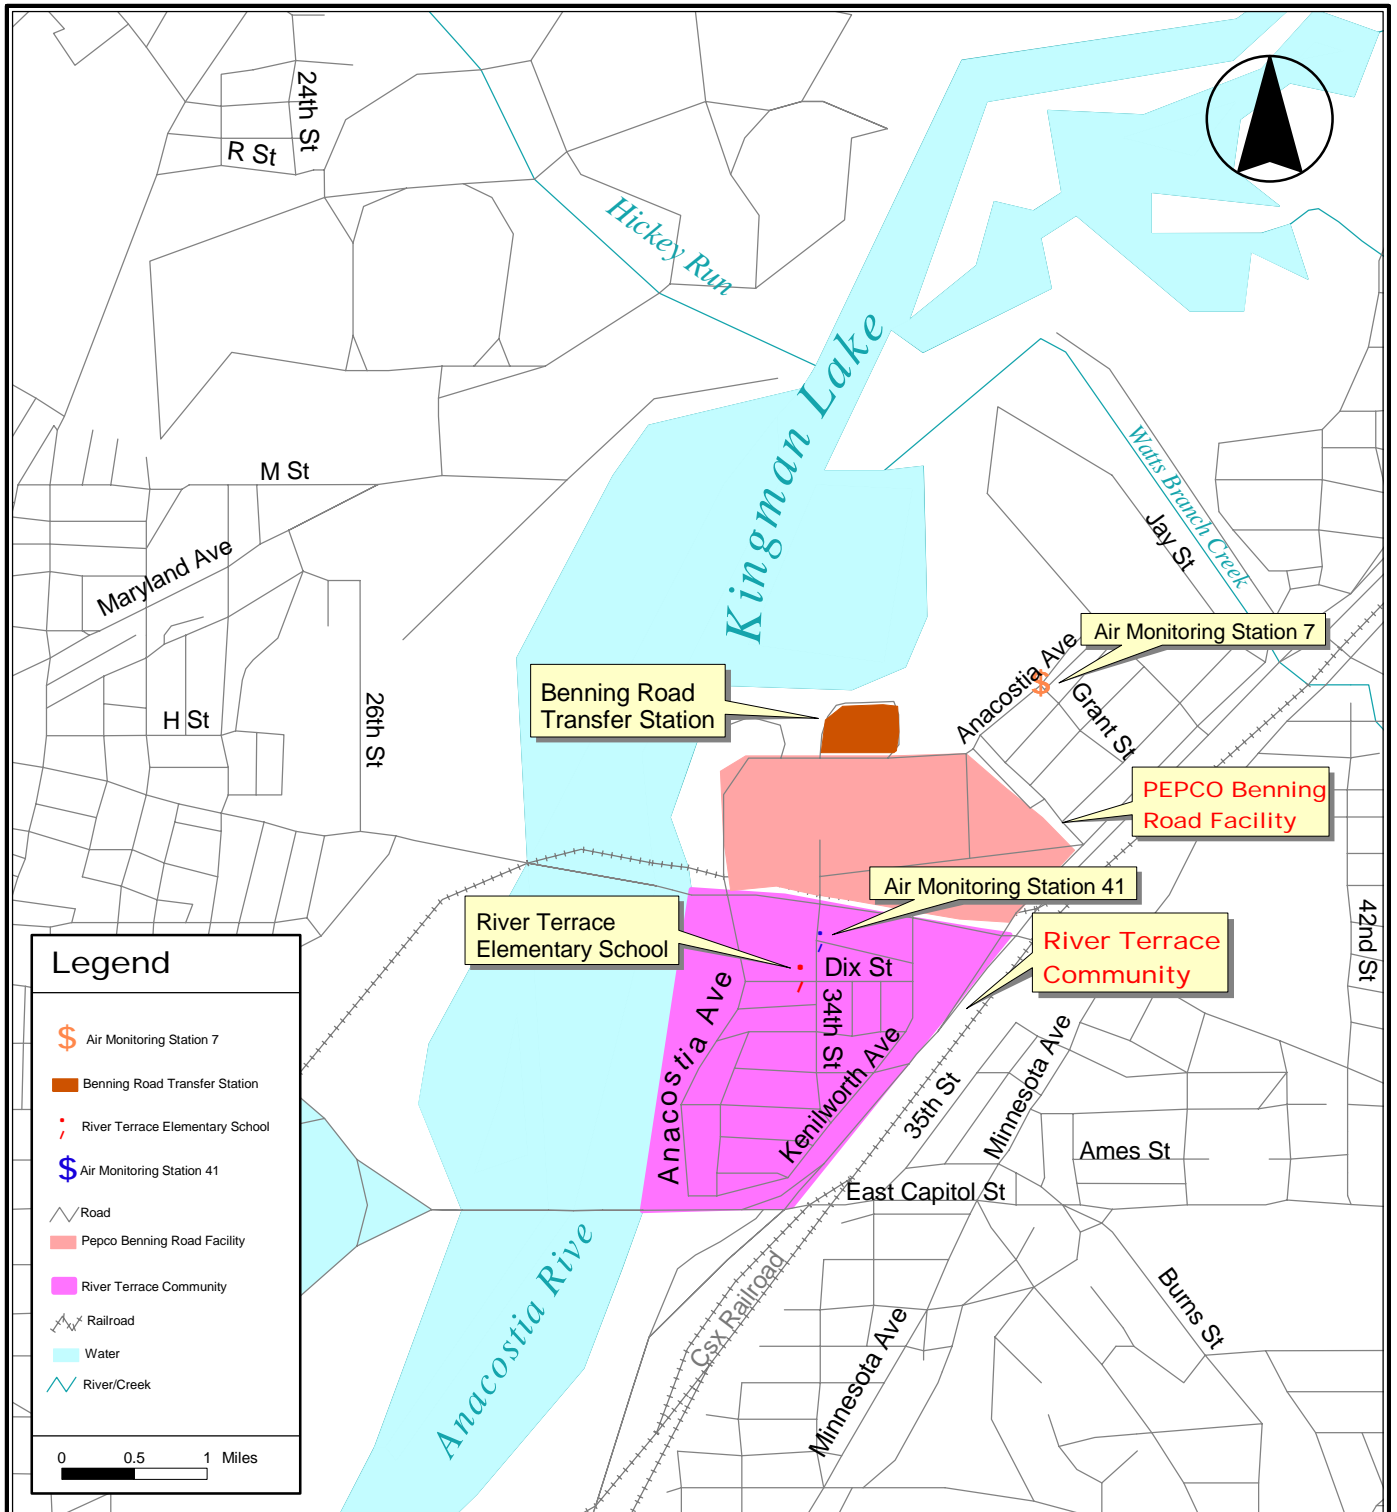 24th St
R St
Hickey Run
Kingman Lake
M St
Maryland Ave
Watts Branch Creek
Jay St
Air Monitoring Station 7
Anacostia Ave
$
Grant St
Benning Road
Transfer Station
H St
26th St
PEPCO Benning
Road Facility
Air Monitoring Station 41
River Terrace
Elementary School
River Terrace
Community
42nd St
Dix St
34th St
Anacostia Ave
Kenilworth Ave
35th St
Minnesota Ave
Ames St
East Capitol St
Anacostia Rive
Csx Railroad
Burns St
Minnesota Ave
Legend
$ Air Monitoring Station 7
Benning Road Transfer Station
River Terrace Elementary School
$ Air Monitoring Station 41
Road
Pepco Benning Road Facility
River Terrace Community
Railroad
Water
River/Creek
0 0.5 1 Miles